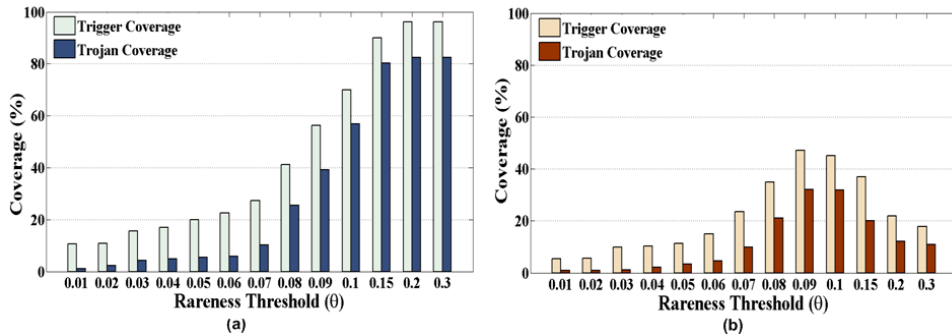 100
80
60
40
20
0
Coverage (%)
Trigger Coverage
Trojan Coverage
0.01 0.02 0.03 0.04 0.05 0.06 0.07 0.08 0.09 0.1 0.15 0.2 0.3
Rareness Threshold (θ)
(a)
100
80
60
40
20
0
Coverage (%)
Trigger Coverage
Trojan Coverage
0.01 0.02 0.03 0.04 0.05 0.06 0.07 0.08 0.09 0.1 0.15 0.2 0.3
Rareness Threshold (θ)
(b)